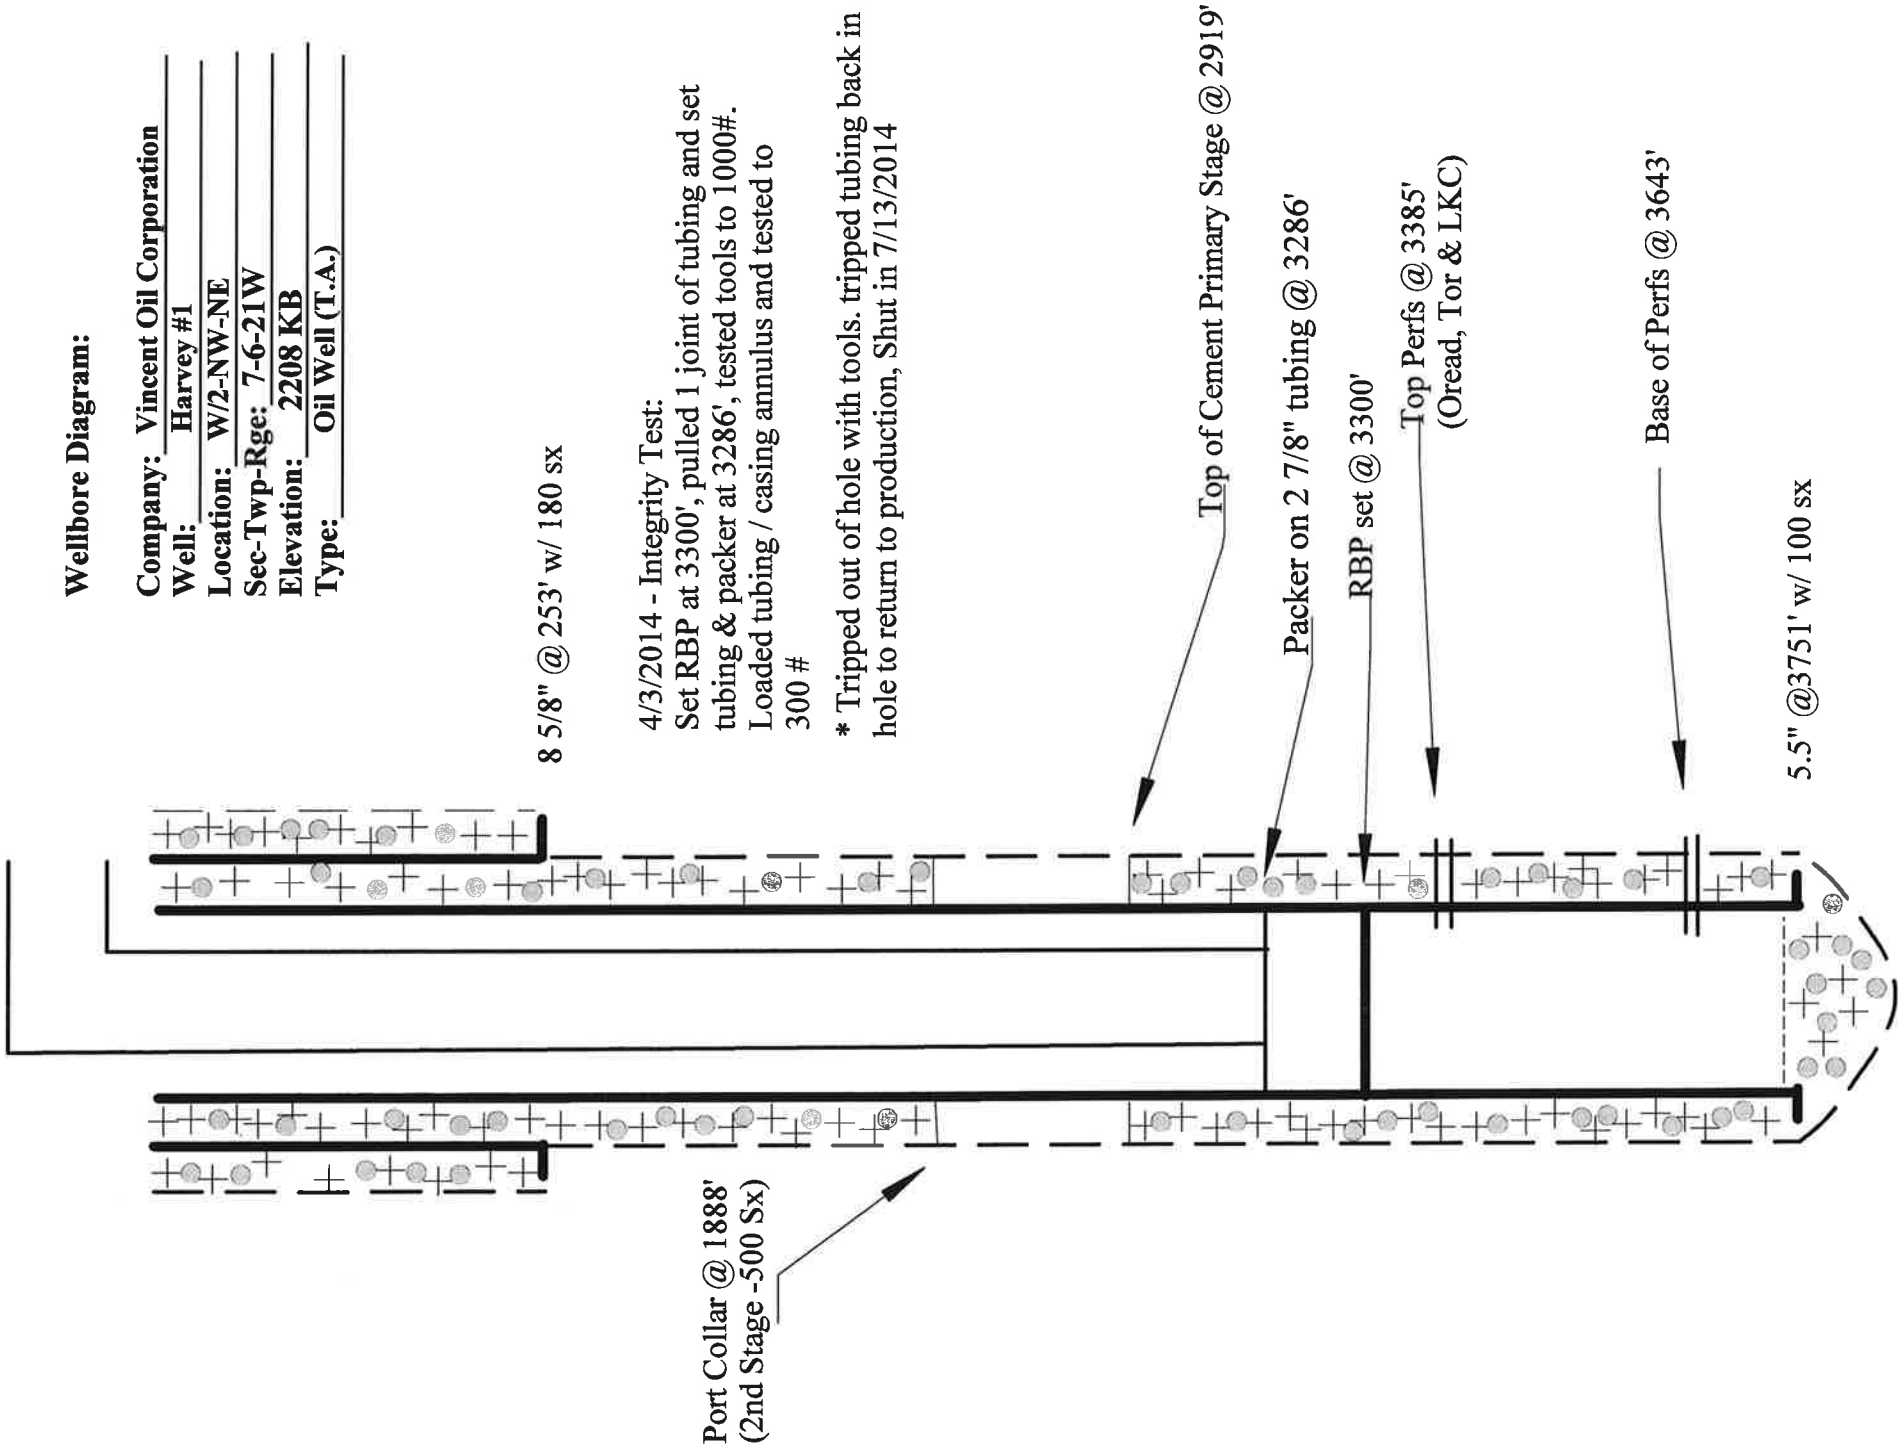 Wellbore Diagram:
Company: Vincent Oil Corporation
Well: Harvey #1
Location: W/2-NW-NE
Sec-Twp-Rge: 7-6-21W
Elevation: 2208 KB
Type: Oil Well (T.A.)
8 5/8" @ 253' w/ 180 sx
4/3/2014 - Integrity Test:
Set RBP at 3300', pulled 1 joint of tubing and set
tubing & packer at 3286', tested tools to 1000#.
Loaded tubing / casing annulus and tested to
300 #
* Tripped out of hole with tools. tripped tubing back in
hole to return to production, Shut in 7/13/2014
Port Collar @ 1888'
(2nd Stage -500 Sx)
Top of Cement Primary Stage @ 2919'
Packer on 2 7/8" tubing @ 3286'
RBP set @ 3300'
Top Perfs @ 3385'
(Oread, Tor & LKC)
Base of Perfs @ 3643'
5.5" @3751' w/ 100 sx